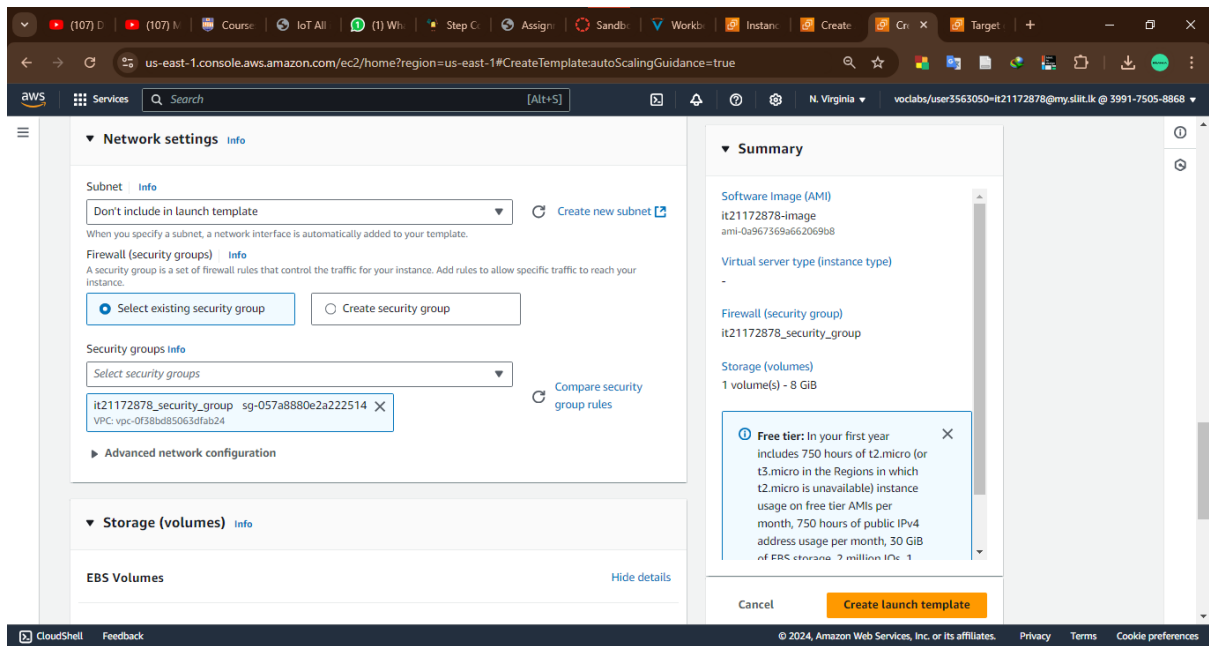 (107) D
(107) M
Course
IoT All
(1) Wh
Step Co
Assign
Sandbo
Workb
Instanc
Create
Cre
Target
us-east-1.console.aws.amazon.com/ec2/home?region=us-east-1#CreateTemplate:autoScalingGuidance=true
aws
Services
Search
[Alt+S]
N. Virginia
voclabs/user3563050=it21172878@my.sliit.lk @ 3991-7505-8868
Network settings Info
Subnet Info
Don't include in launch template
Create new subnet
When you specify a subnet, a network interface is automatically added to your template.
Firewall (security groups) Info
A security group is a set of firewall rules that control the traffic for your instance. Add rules to allow specific traffic to reach your
instance.
Select existing security group
Create security group
Security groups Info
Select security groups
Compare security
group rules
it21172878_security_group sg-057a8880e2a222514
VPC: vpc-0f38bd85063dfab24
Advanced network configuration
Storage (volumes) Info
EBS Volumes
Hide details
Summary
Software Image (AMI)
it21172878-image
ami-0a967369a662069b8
Virtual server type (instance type)
-
Firewall (security group)
it21172878_security_group
Storage (volumes)
1 volume(s) - 8 GiB
Free tier: In your first year
includes 750 hours of t2.micro (or
t3.micro in the Regions in which
t2.micro is unavailable) instance
usage on free tier AMIs per
month, 750 hours of public IPv4
address usage per month, 30 GiB
of EBS storage, 2 million IOs, 1
Cancel
Create launch template
CloudShell
Feedback
© 2024, Amazon Web Services, Inc. or its affiliates.
Privacy
Terms
Cookie preferences